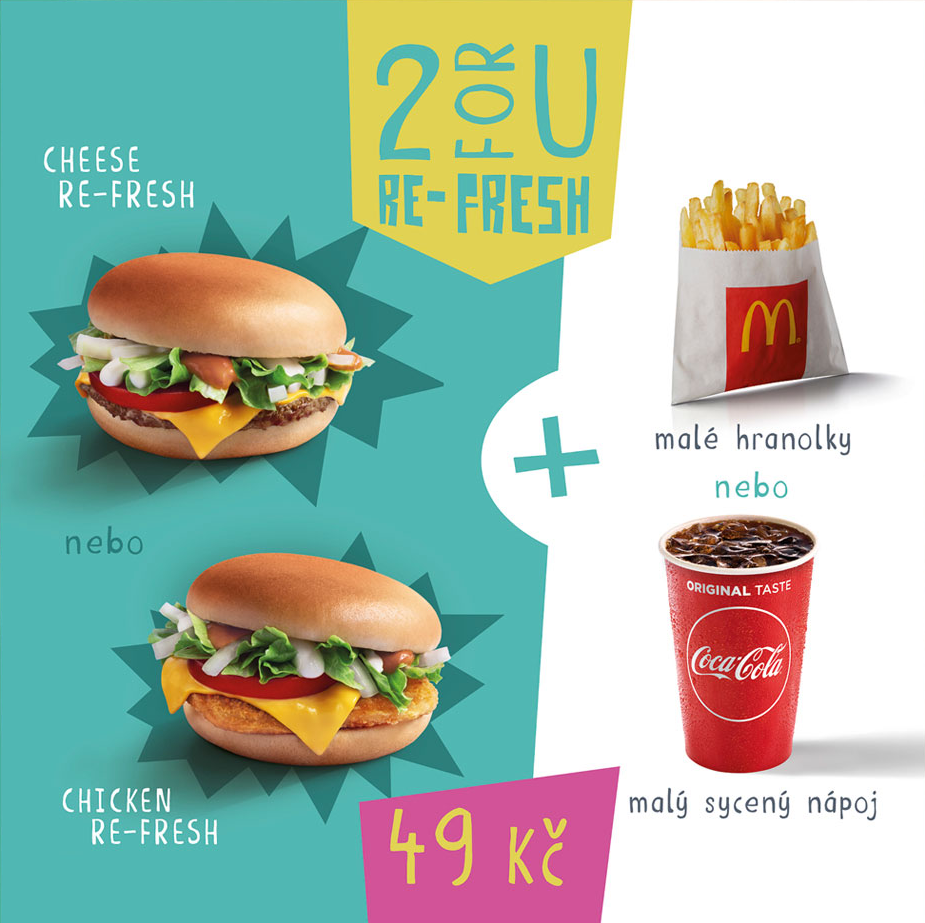 2 FOR U
RE-FRESH
CHEESE
RE-FRESH
nebo
CHICKEN
RE-FRESH
+
malé hranolky
nebo
ORIGINAL TASTE
Coca-Cola
malý sycený nápoj
49 Kč